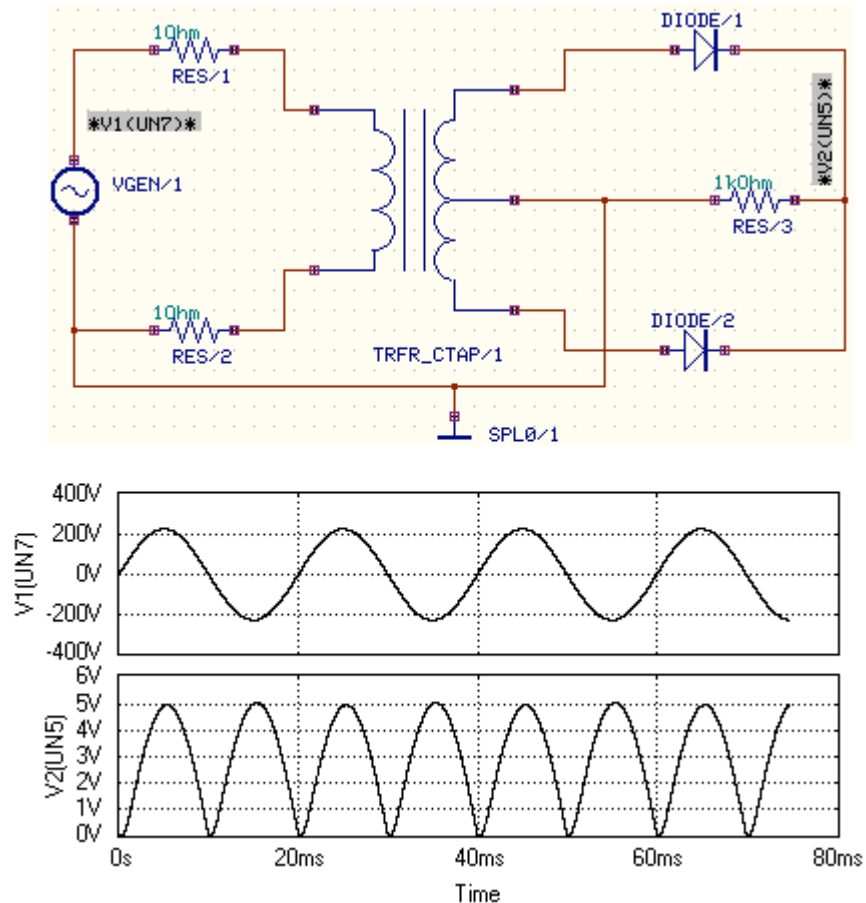 1Ohm
RES/1
DIODE/1
*V1(UN7)*
*V2(UN5)*
VGEN/1
1kOhm
RES/3
1Ohm
RES/2
TRFR_CTAP/1
DIODE/2
SPL0/1
400V
200V
0V
-200V
-400V
V1(UN7)
6V
5V
4V
3V
2V
1V
0V
V2(UN5)
0s 20ms 40ms 60ms 80ms
Time